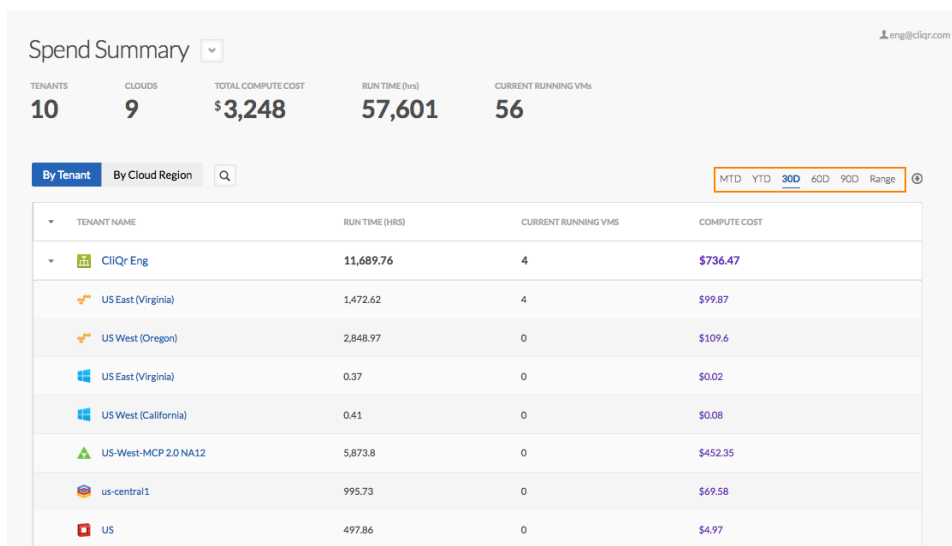 eng@cliqr.com
Spend Summary
TENANTS CLOUDS TOTAL COMPUTE COST RUN TIME (hrs) CURRENT RUNNING VMs
10 9 $3,248 57,601 56
By Tenant By Cloud Region MTD YTD 30D 60D 90D Range
TENANT NAME RUN TIME (HRS) CURRENT RUNNING VMS COMPUTE COST
CliQr Eng 11,689.76 4 $736.47
US East (Virginia) 1,472.62 4 $99.87
US West (Oregon) 2,848.97 0 $109.6
US East (Virginia) 0.37 0 $0.02
US West (California) 0.41 0 $0.08
US-West-MCP 2.0 NA12 5,873.8 0 $452.35
us-central1 995.73 0 $69.58
US 497.86 0 $4.97